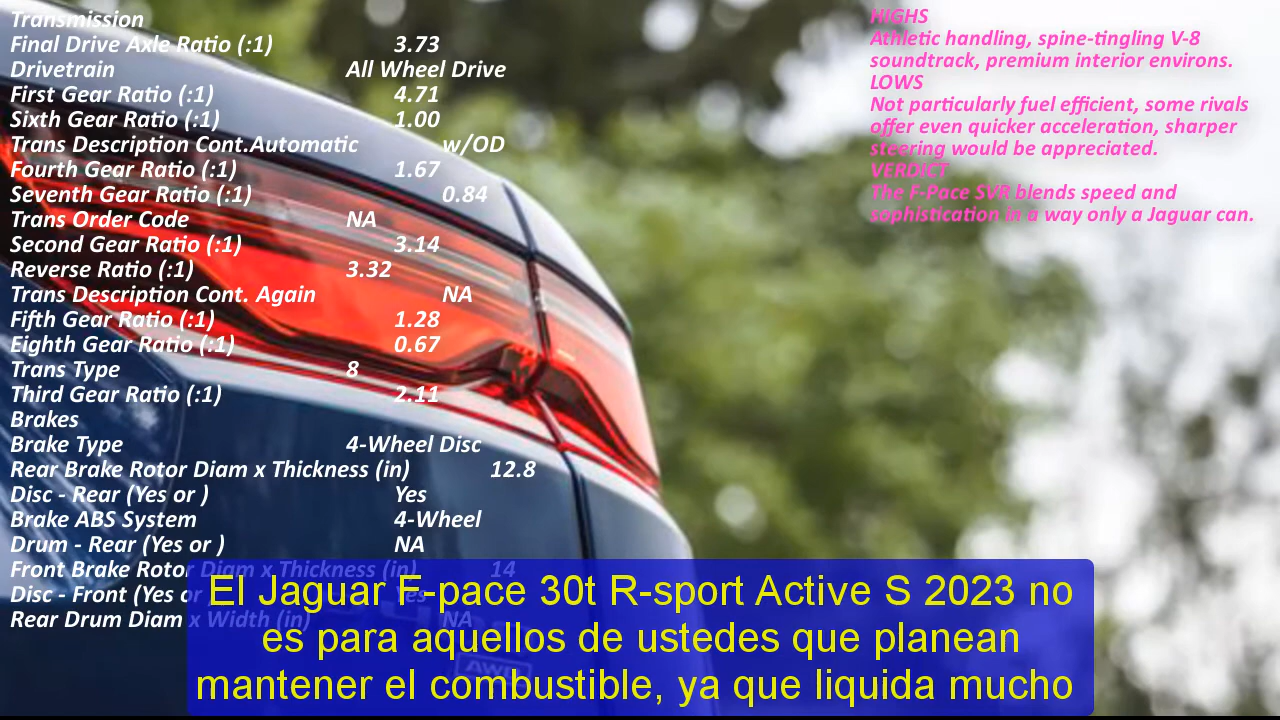 Transmission
Final Drive Axle Ratio (:1) 3.73
Drivetrain All Wheel Drive
First Gear Ratio (:1) 4.71
Sixth Gear Ratio (:1) 1.00
Trans Description Cont.Automatic w/OD
Fourth Gear Ratio (:1) 1.67
Seventh Gear Ratio (:1) 0.84
Trans Order Code NA
Second Gear Ratio (:1) 3.14
Reverse Ratio (:1) 3.32
Trans Description Cont. Again NA
Fifth Gear Ratio (:1) 1.28
Eighth Gear Ratio (:1) 0.67
Trans Type 8
Third Gear Ratio (:1) 2.11
Brakes
Brake Type 4-Wheel Disc
Rear Brake Rotor Diam x Thickness (in) 12.8
Disc - Rear (Yes or ) Yes
Brake ABS System 4-Wheel
Drum - Rear (Yes or ) NA
Front Brake Rotor Diam x Thickness (in) 14
Disc - Front (Yes or ) Yes
Rear Drum Diam x Width (in) NA
HIGHS
Athletic handling, spine-tingling V-8
soundtrack, premium interior environs.
LOWS
Not particularly fuel efficient, some rivals
offer even quicker acceleration, sharper
steering would be appreciated.
VERDICT
The F-Pace SVR blends speed and
sophistication in a way only a Jaguar can.
El Jaguar F-pace 30t R-sport Active S 2023 no
es para aquellos de ustedes que planean
mantener el combustible, ya que liquida mucho
AWD